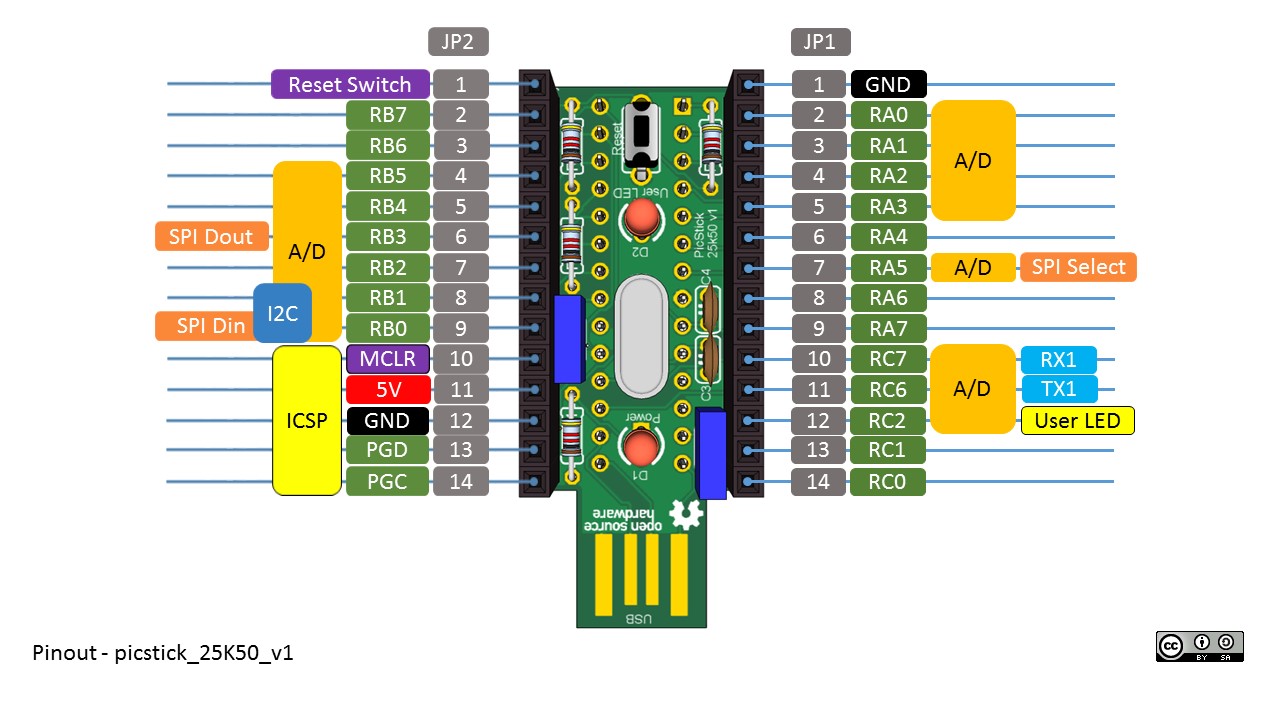 JP2
JP1
Reset Switch 1
RB7 2
RB6 3
RB5 4
RB4 5
SPI Dout RB3 6
A/D
RB2 7
RB1 8
I2C
SPI Din RB0 9
MCLR 10
5V 11
ICSP GND 12
PGD 13
PGC 14
Reset
User LED
D2
PicStick
25k50 v1
C4
C3
Power
D1
open source
hardware
USB
1 GND
2 RA0
3 RA1
A/D
4 RA2
5 RA3
6 RA4
7 RA5 A/D SPI Select
8 RA6
9 RA7
10 RC7 RX1
11 RC6 A/D TX1
12 RC2 User LED
13 RC1
14 RC0
Pinout - picstick_25K50_v1
cc
BY SA